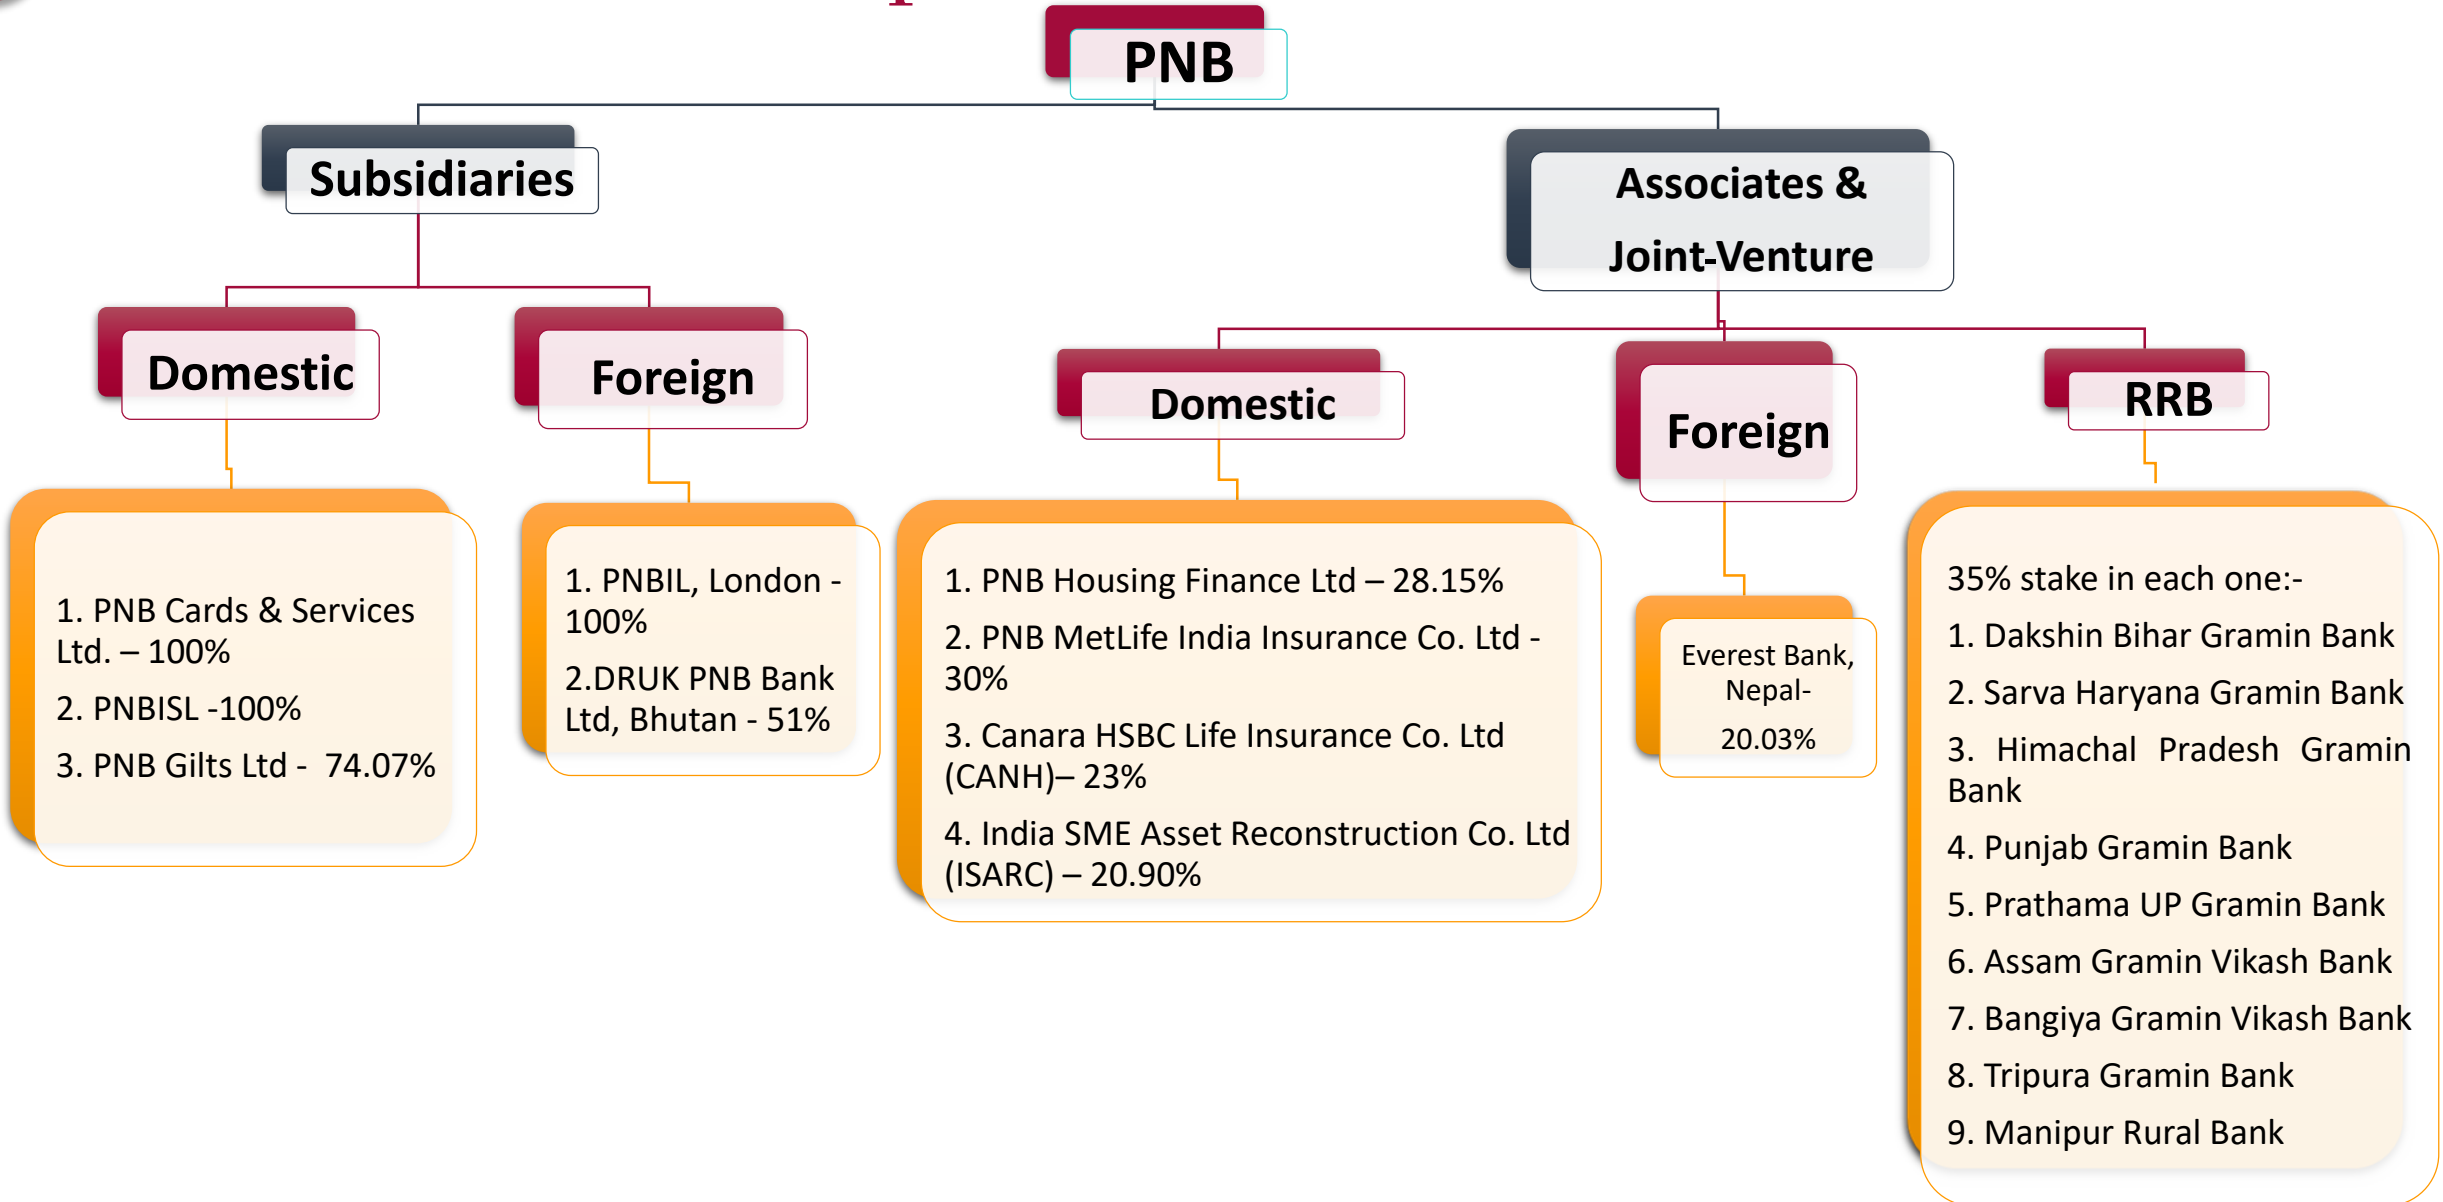 PNB
Subsidiaries
Associates &
Joint-Venture
Domestic
Foreign
Domestic
Foreign
RRB
1. PNB Cards & Services
Ltd. – 100%
2. PNBISL -100%
3. PNB Gilts Ltd - 74.07%
1. PNBIL, London -
100%
2.DRUK PNB Bank
Ltd, Bhutan - 51%
1. PNB Housing Finance Ltd – 28.15%
2. PNB MetLife India Insurance Co. Ltd -
30%
3. Canara HSBC Life Insurance Co. Ltd
(CANH)– 23%
4. India SME Asset Reconstruction Co. Ltd
(ISARC) – 20.90%
Everest Bank,
Nepal-
20.03%
35% stake in each one:-
1. Dakshin Bihar Gramin Bank
2. Sarva Haryana Gramin Bank
3. Himachal Pradesh Gramin
Bank
4. Punjab Gramin Bank
5. Prathama UP Gramin Bank
6. Assam Gramin Vikash Bank
7. Bangiya Gramin Vikash Bank
8. Tripura Gramin Bank
9. Manipur Rural Bank